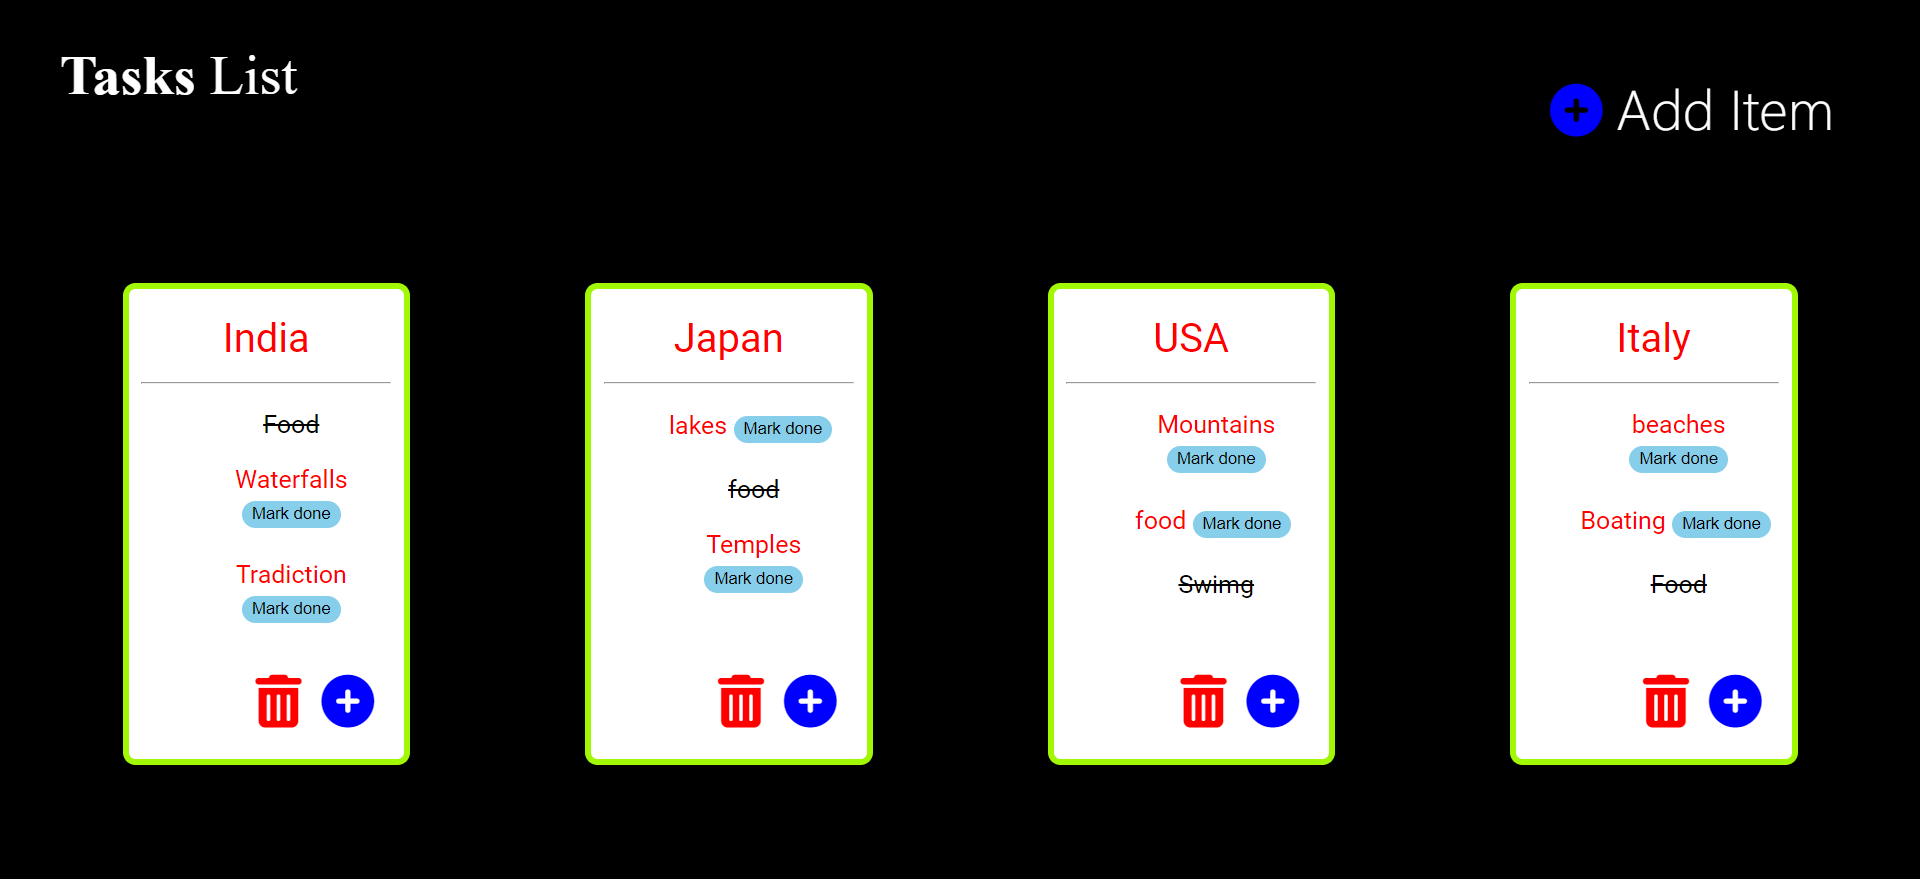 Tasks List
Add Item
India
Food
Waterfalls
Mark done
Tradiction
Mark done
Japan
lakes Mark done
food
Temples
Mark done
USA
Mountains
Mark done
food Mark done
Swimg
Italy
beaches
Mark done
Boating Mark done
Food